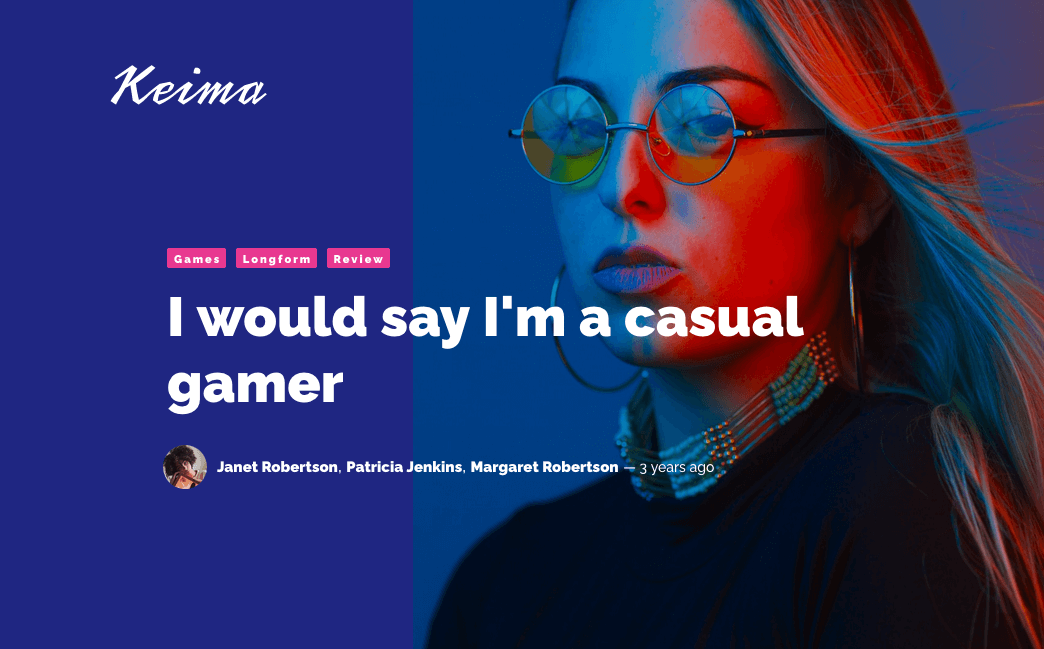 Keima
Games Longform Review
I would say I'm a casual
gamer
Janet Robertson, Patricia Jenkins, Margaret Robertson — 3 years ago